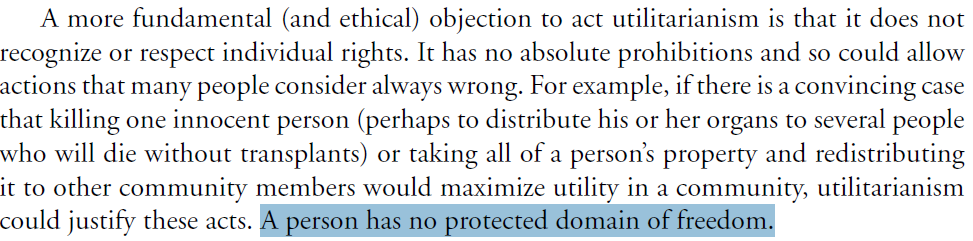 A more fundamental (and ethical) objection to act utilitarianism is that it does not
recognize or respect individual rights. It has no absolute prohibitions and so could allow
actions that many people consider always wrong. For example, if there is a convincing case
that killing one innocent person (perhaps to distribute his or her organs to several people
who will die without transplants) or taking all of a person's property and redistributing
it to other community members would maximize utility in a community, utilitarianism
could justify these acts. A person has no protected domain of freedom.